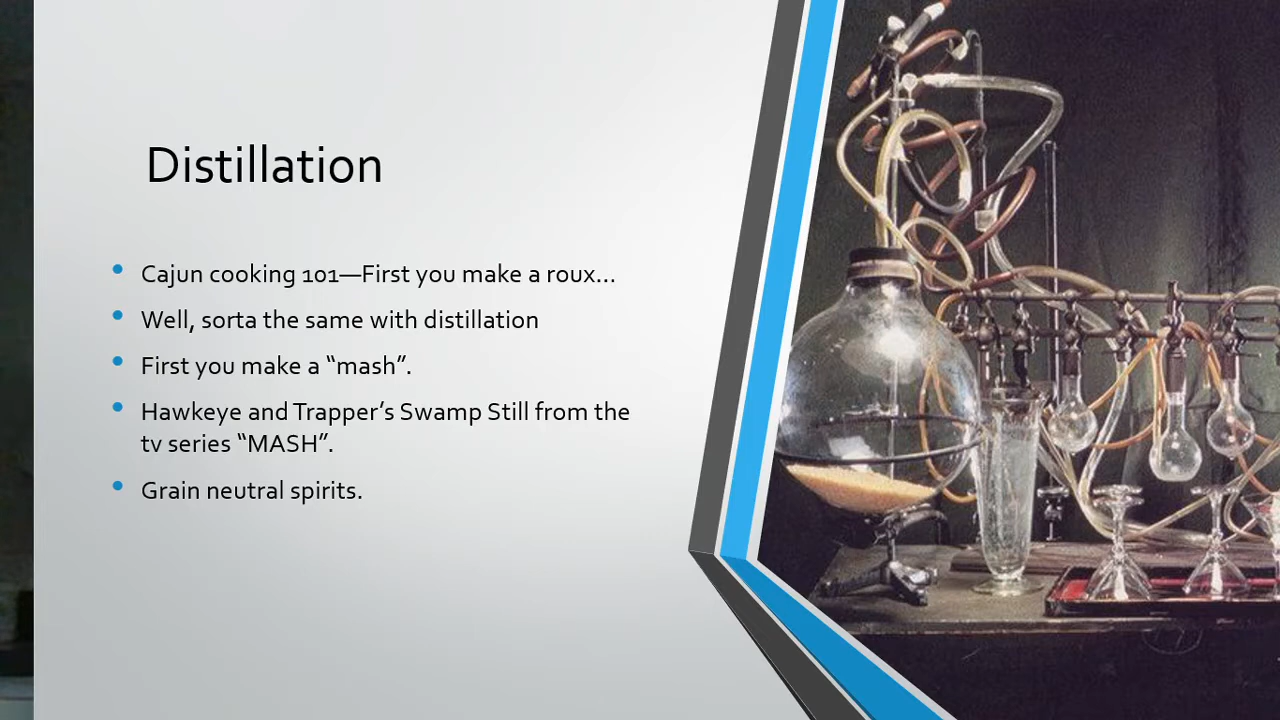 Distillation
Cajun cooking 101—First you make a roux...
Well, sorta the same with distillation
First you make a “mash”.
Hawkeye and Trapper’s Swamp Still from the
tv series “MASH”.
Grain neutral spirits.